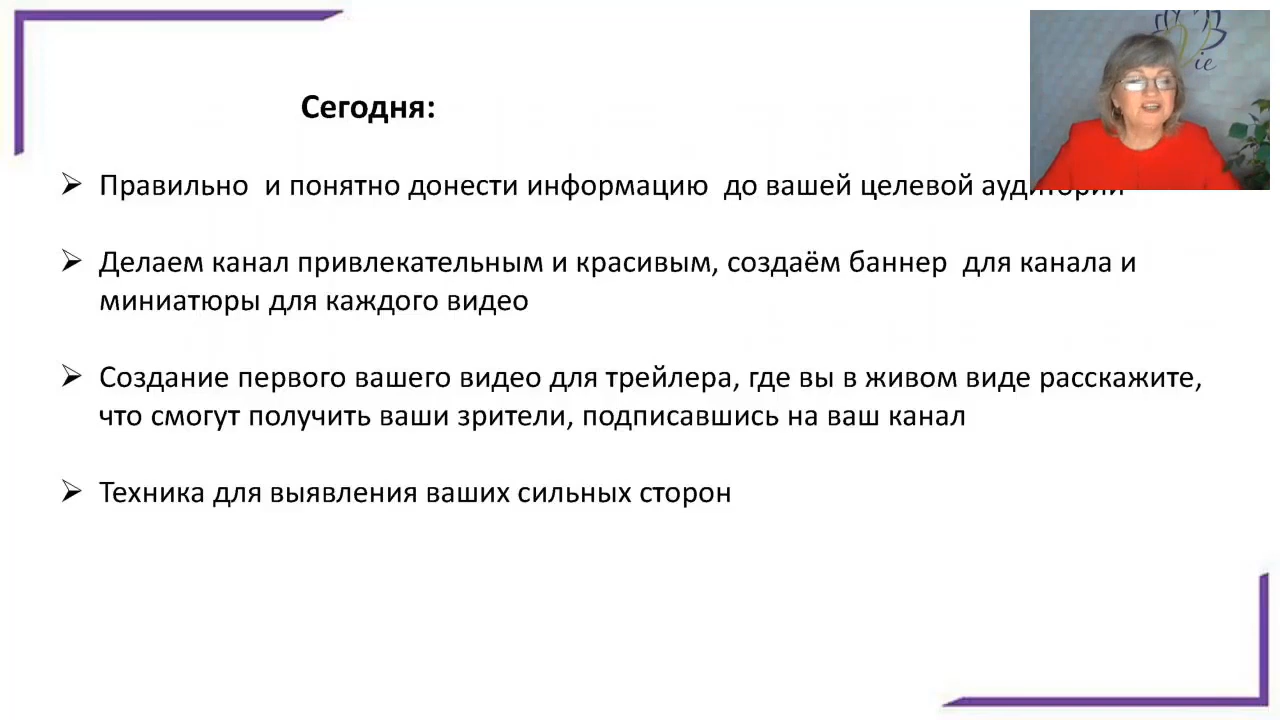 Сегодня:
Правильно и понятно донести информацию до вашей целевой аудитории
Делаем канал привлекательным и красивым, создаём баннер для канала и
миниатюры для каждого видео
Создание первого вашего видео для трейлера, где вы в живом виде расскажите,
что смогут получить ваши зрители, подписавшись на ваш канал
Техника для выявления ваших сильных сторон